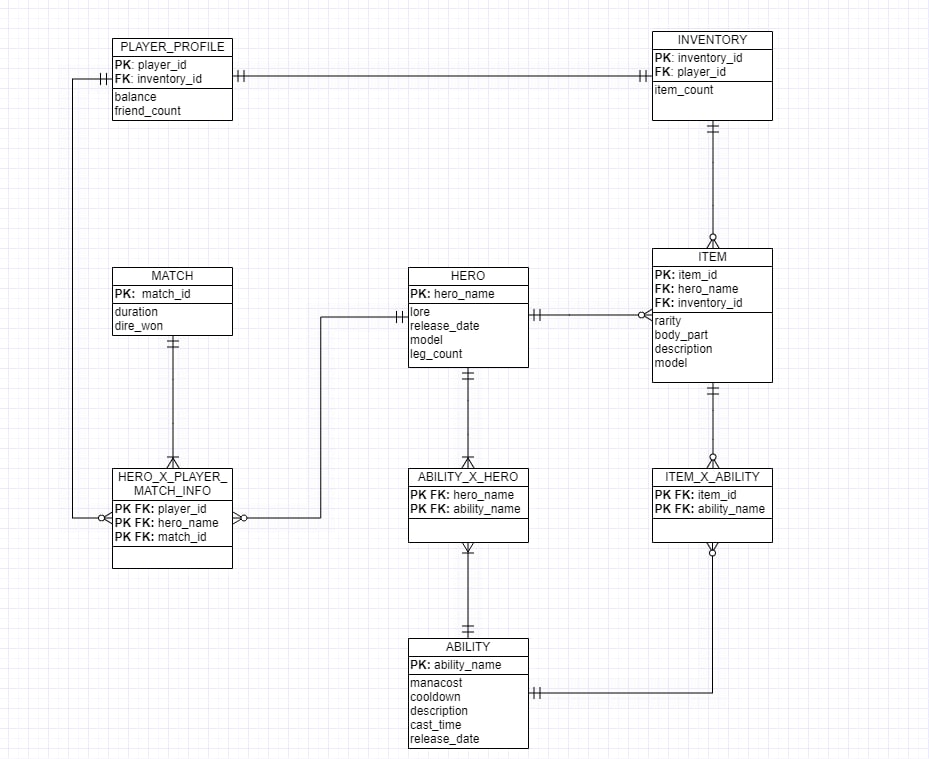 PLAYER_PROFILE
PK: player_id
FK: inventory_id
balance
friend_count
INVENTORY
PK: inventory_id
FK: player_id
item_count
MATCH
PK: match_id
duration
dire_won
HERO
PK: hero_name
lore
release_date
model
leg_count
ITEM
PK: item_id
FK: hero_name
FK: inventory_id
rarity
body_part
description
model
HERO_X_PLAYER_
MATCH_INFO
PK FK: player_id
PK FK: hero_name
PK FK: match_id
ABILITY_X_HERO
PK FK: hero_name
PK FK: ability_name
ITEM_X_ABILITY
PK FK: item_id
PK FK: ability_name
ABILITY
PK: ability_name
manacost
cooldown
description
cast_time
release_date